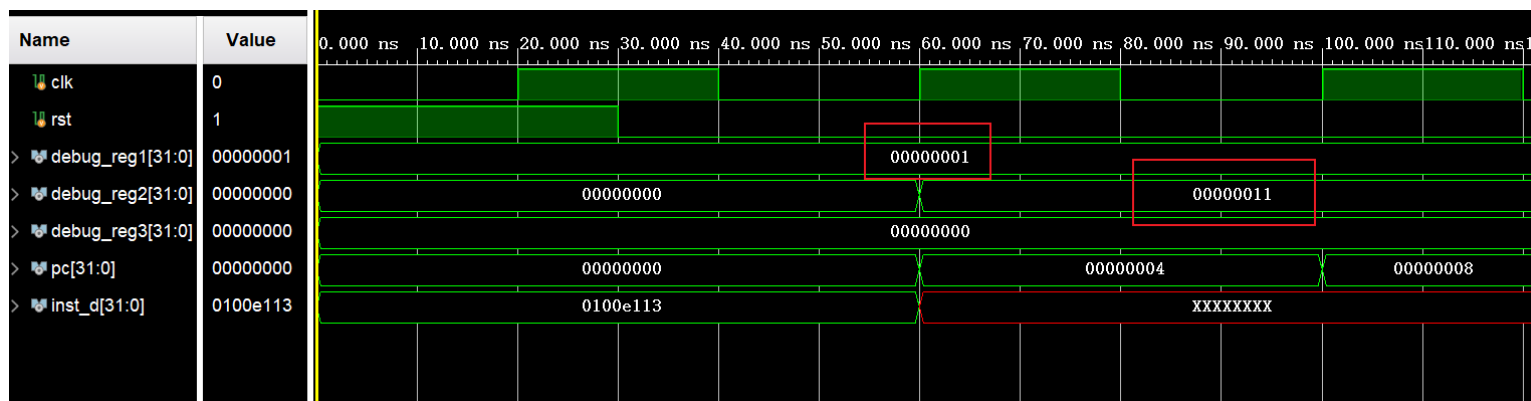 Name Value 0.000 ns 10.000 ns 20.000 ns 30.000 ns 40.000 ns 50.000 ns 60.000 ns 70.000 ns 80.000 ns 90.000 ns 100.000 ns 110.000 ns
clk 0
rst 1
debug_reg1[31:0] 00000001 00000001
debug_reg2[31:0] 00000000 00000000 00000011
debug_reg3[31:0] 00000000 00000000
pc[31:0] 00000000 00000000 00000004 00000008
inst_d[31:0] 0100e113 0100e113 XXXXXXXX